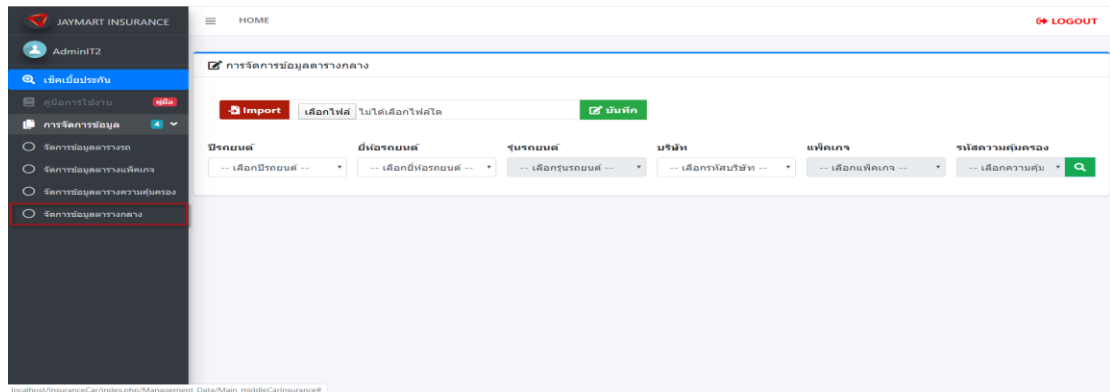 JAYMART INSURANCE
HOME
LOGOUT
AdminIT2
การจัดการข้อมูลตารางกลาง
เช็คเบี้ยประกัน
คู่มือการใช้งาน คู่มือ
การจัดการข้อมูล 4
จัดการข้อมูลตารางรถ
จัดการข้อมูลตารางแพ็คเกจ
จัดการข้อมูลตารางความคุ้มครอง
จัดการข้อมูลตารางกลาง
Import เลือกไฟล์ ไม่ได้เลือกไฟล์ใด บันทึก
ปีรถยนต์ ยี่ห้อรถยนต์ รุ่นรถยนต์ บริษัท แพ็คเกจ รหัสความคุ้มครอง
-- เลือกปีรถยนต์ -- -- เลือกยี่ห้อรถยนต์ -- -- เลือกรุ่นรถยนต์ -- -- เลือกรหัสบริษัท -- -- เลือกแพ็คเกจ -- -- เลือกความคุ้ม
localhost/InsuranceCar/index.php/Management_Data/Main_middleCarInsurance#